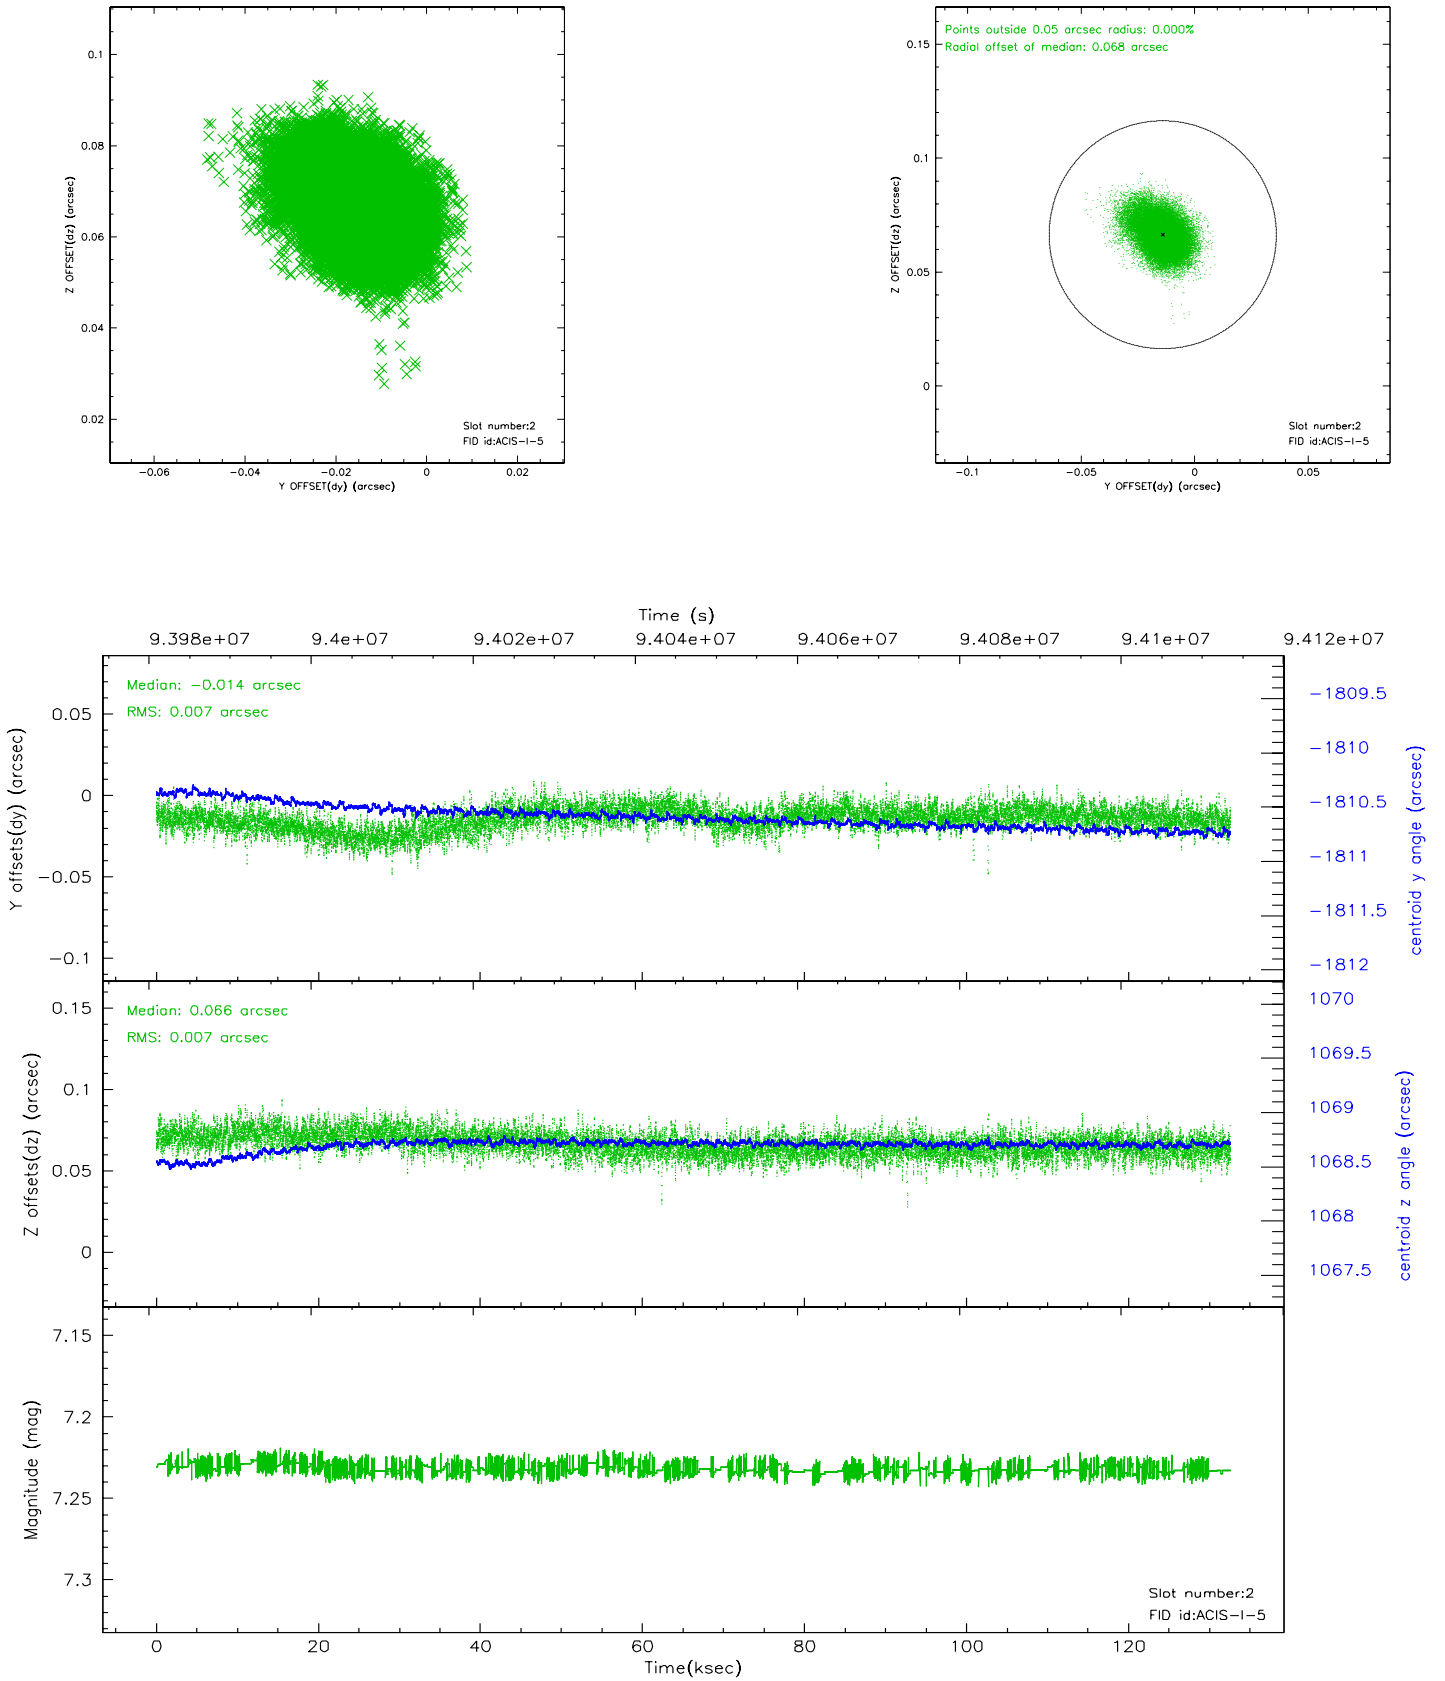 0.1
0.08
0.06
0.04
0.02
Z OFFSET(dz) (arcsec)
Slot number:2
FID id:ACIS-I-5
-0.06 -0.04 -0.02 0 0.02
Y OFFSET(dy) (arcsec)
Points outside 0.05 arcsec radius: 0.000%
Radial offset of median: 0.068 arcsec
0.15
0.1
0.05
0
Z OFFSET(dz) (arcsec)
Slot number:2
FID id:ACIS-I-5
-0.1 -0.05 0 0.05
Y OFFSET(dy) (arcsec)
Time (s)
9.398e+07 9.4e+07 9.402e+07 9.404e+07 9.406e+07 9.408e+07 9.41e+07 9.412e+07
Median: -0.014 arcsec
RMS: 0.007 arcsec
0.05
0
-0.05
-0.1
Y offsets(dy) (arcsec)
-1809.5
-1810
-1810.5
-1811
-1811.5
-1812
centroid y angle (arcsec)
Median: 0.066 arcsec
RMS: 0.007 arcsec
0.15
0.1
0.05
0
Z offsets(dz) (arcsec)
1070
1069.5
1069
1068.5
1068
1067.5
centroid z angle (arcsec)
7.15
7.2
7.25
7.3
Magnitude (mag)
Slot number:2
FID id:ACIS-I-5
0 20 40 60 80 100 120
Time(ksec)